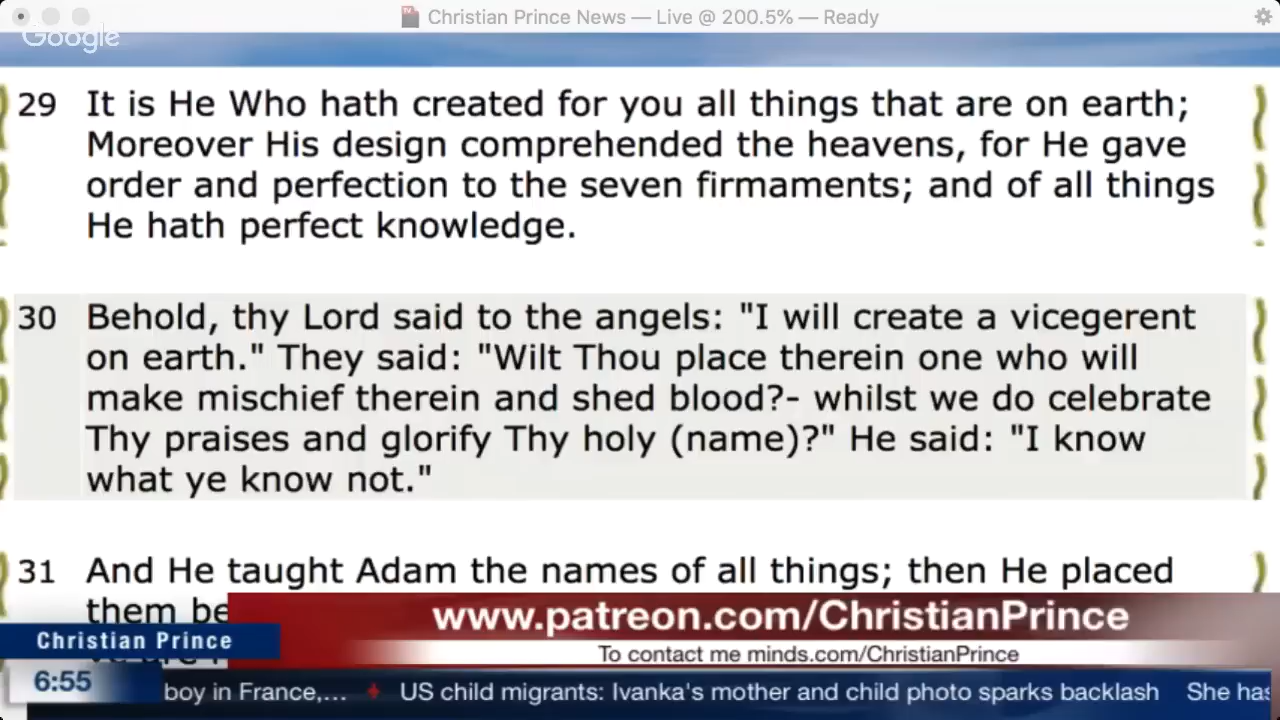 Christian Prince News — Live @ 200.5% — Ready
Google
29 It is He Who hath created for you all things that are on earth;
Moreover His design comprehended the heavens, for He gave
order and perfection to the seven firmaments; and of all things
He hath perfect knowledge.
30 Behold, thy Lord said to the angels: "I will create a vicegerent
on earth." They said: "Wilt Thou place therein one who will
make mischief therein and shed blood?- whilst we do celebrate
Thy praises and glorify Thy holy (name)?" He said: "I know
what ye know not."
31 And He taught Adam the names of all things; then He placed
them be
www.patreon.com/ChristianPrince
Christian Prince
To contact me minds.com/ChristianPrince
6:55
boy in France,... ♦ US child migrants: Ivanka's mother and child photo sparks backlash She has